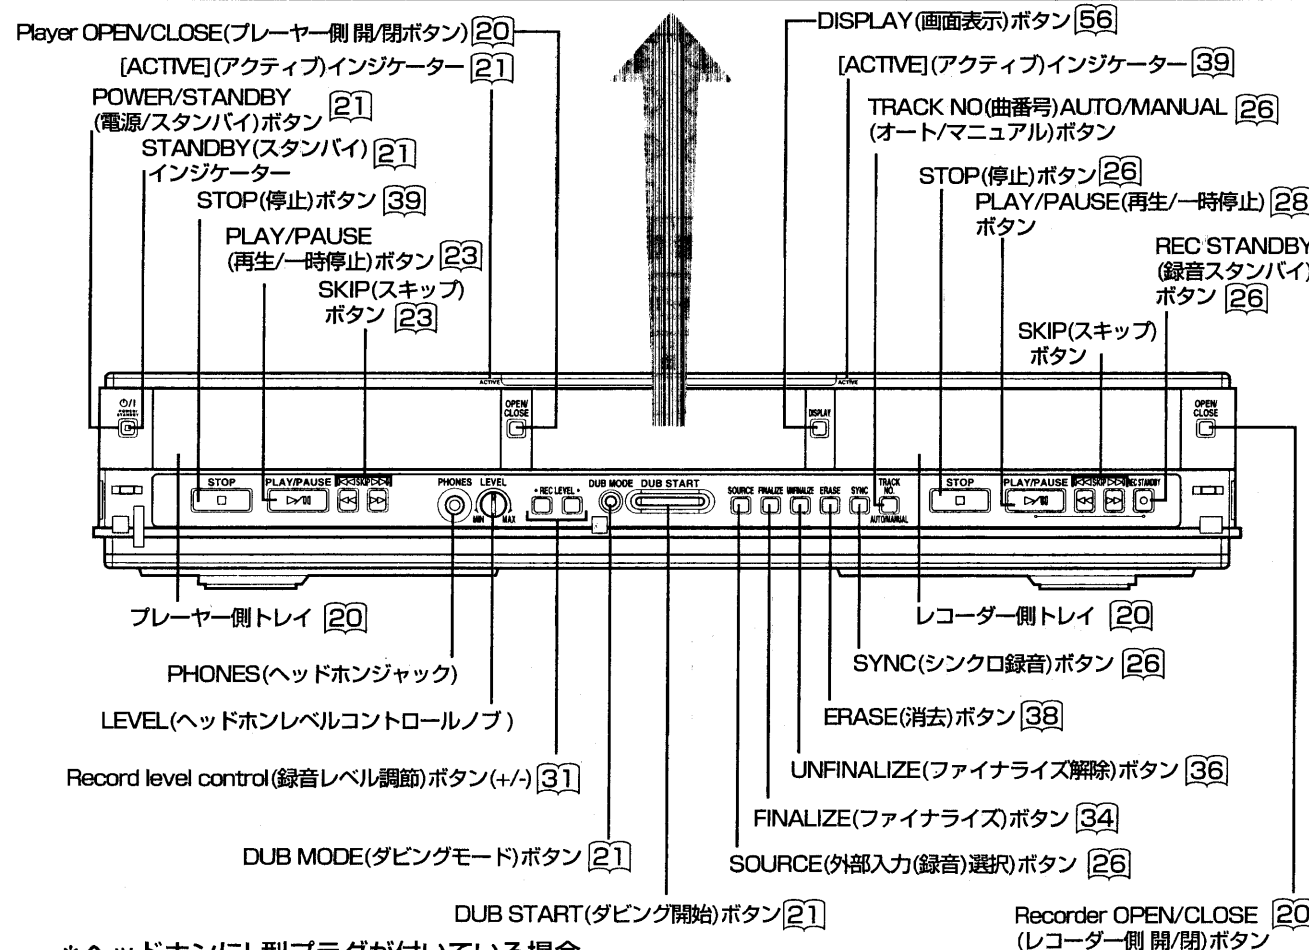 Player OPEN/CLOSE(プレーヤー側 開/閉ボタン) 20
[ACTIVE](アクティブ)インジケーター 21
POWER/STANDBY 21
(電源/スタンバイ)ボタン
STANDBY(スタンバイ) 21
インジケーター
STOP(停止)ボタン 39
PLAY/PAUSE
(再生/一時停止)ボタン 23
SKIP(スキップ)
ボタン 23
DISPLAY(画面表示)ボタン 56
[ACTIVE](アクティブ)インジケーター 39
TRACK NO(曲番号)AUTO/MANUAL 26
(オート/マニュアル)ボタン
STOP(停止)ボタン 26
PLAY/PAUSE(再生/一時停止) 28
ボタン
REC STANDBY
(録音スタンバイ)
ボタン 26
SKIP(スキップ)
ボタン
ACTIVE
ACTIVE
POWER/
STANDBY
OPEN/
CLOSE
DISPLAY
OPEN/
CLOSE
STOP
PLAY/PAUSE
SKIP
PHONES
LEVEL
MIN MAX
REC LEVEL
DUB MODE
DUB START
SOURCE
FINALIZE
UNFINALIZE
ERASE
SYNC
TRACK
NO.
AUTO/MANUAL
STOP
PLAY/PAUSE
SKIP
REC STANDBY
プレーヤー側トレイ 20
レコーダー側トレイ 20
PHONES(ヘッドホンジャック)
SYNC(シンクロ録音)ボタン 26
LEVEL(ヘッドホンレベルコントロールノブ)
ERASE(消去)ボタン 38
Record level control(録音レベル調節)ボタン(+/-) 31
UNFINALIZE(ファイナライズ解除)ボタン 36
FINALIZE(ファイナライズ)ボタン 34
DUB MODE(ダビングモード)ボタン 21
SOURCE(外部入力(録音)選択)ボタン 26
DUB START(ダビング開始)ボタン 21
Recorder OPEN/CLOSE 20
(レコーダー側 開/閉)ボタン
*ヘッドホンにL型プラグが付いている場合